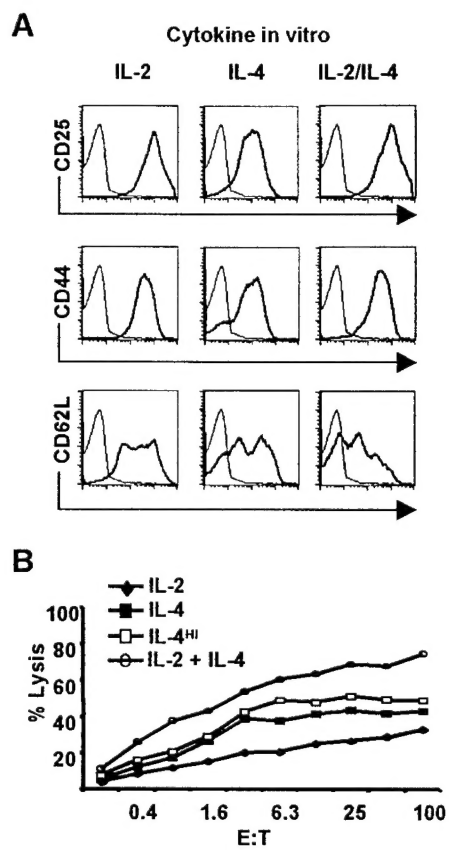 A
Cytokine in vitro
IL-2 IL-4 IL-2/IL-4
CD25
CD44
CD62L
B
IL-2
IL-4
IL-4HI
IL-2 + IL-4
100
80
60
40
20
% Lysis
0.4 1.6 6.3 25 100
E:T